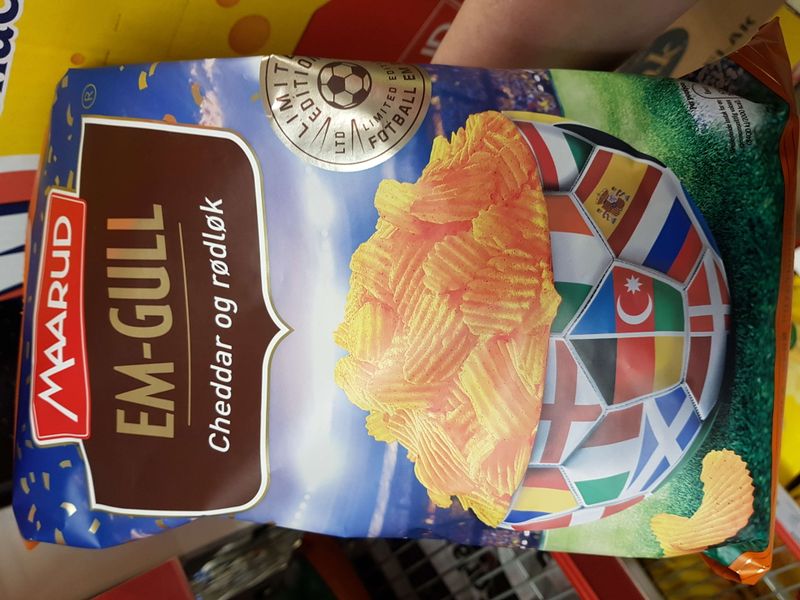 MAARUD
®
EM-GULL
Cheddar og rødløk
LIMITED
EDITION
LTD
LIMITED EDITION
FOTBALL EM